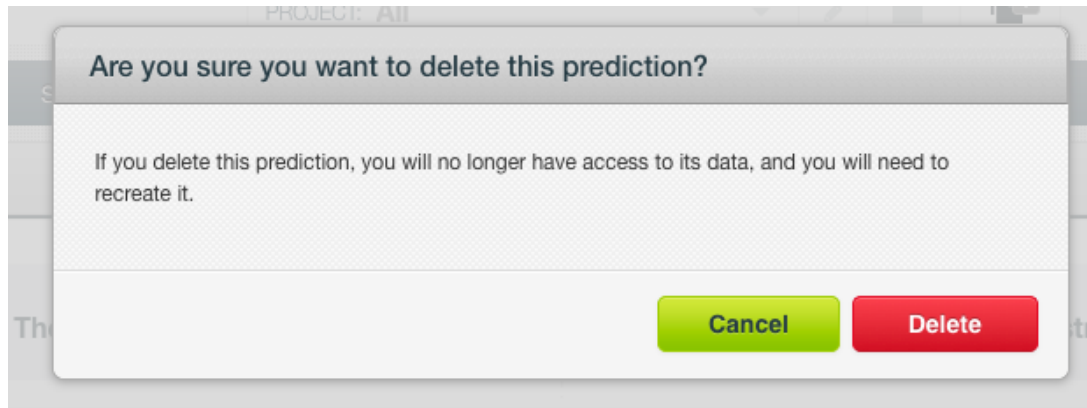 PROJECT: All
Are you sure you want to delete this prediction?
If you delete this prediction, you will no longer have access to its data, and you will need to
recreate it.
Cancel Delete